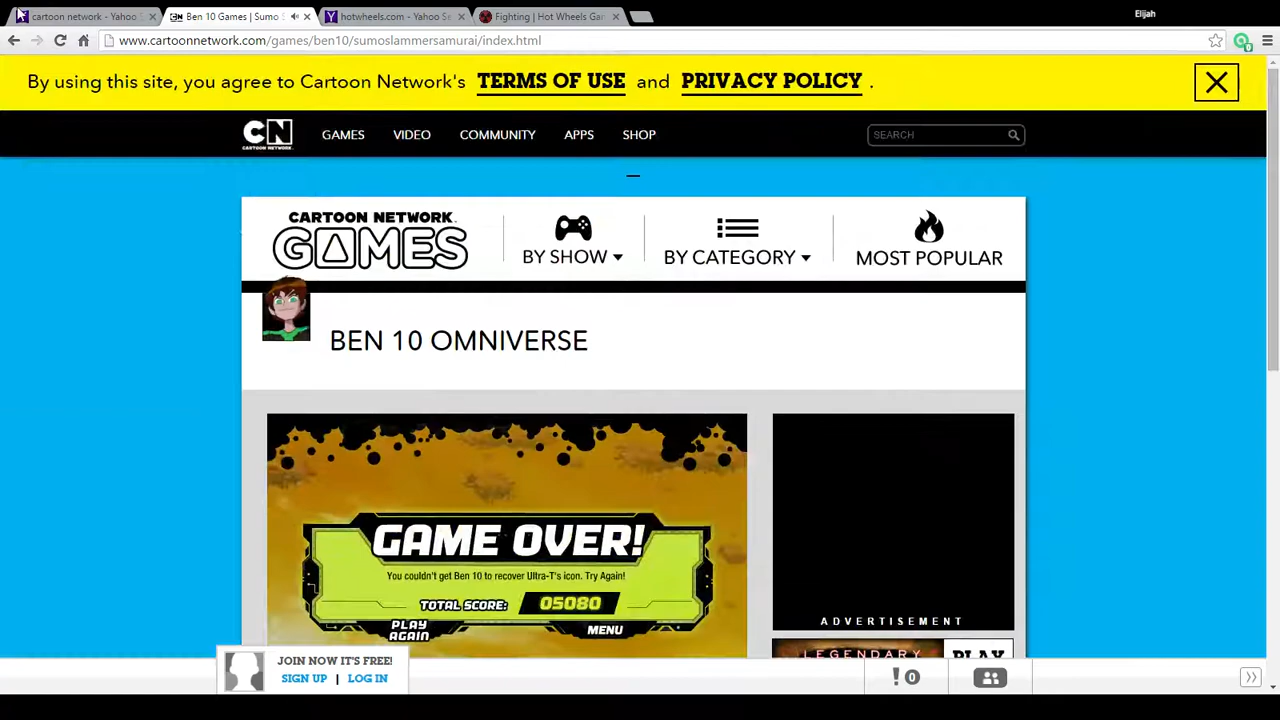 cartoon network - Yahoo S
Ben 10 Games | Sumo S
hotwheels.com - Yahoo Se
Fighting | Hot Wheels Gam
Elijah
www.cartoonnetwork.com/games/ben10/sumoslammersamurai/index.html
By using this site, you agree to Cartoon Network's TERMS OF USE and PRIVACY POLICY .
CN
CARTOON NETWORK
GAMES VIDEO COMMUNITY APPS SHOP
SEARCH
CARTOON NETWORK
GAMES
BY SHOW
BY CATEGORY
MOST POPULAR
BEN 10 OMNIVERSE
GAME OVER!
You couldn't get Ben 10 to recover Ultra-T's icon. Try Again!
TOTAL SCORE: 05080
PLAY
AGAIN
MENU
ADVERTISEMENT
LEGENDARY
PLAY
JOIN NOW IT'S FREE!
SIGN UP | LOG IN
!0